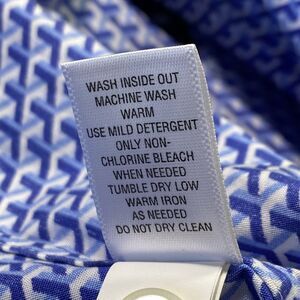 WASH INSIDE OUT
MACHINE WASH
WARM
USE MILD DETERGENT
ONLY NON-
CHLORINE BLEACH
WHEN NEEDED
TUMBLE DRY LOW
WARM IRON
AS NEEDED
DO NOT DRY CLEAN